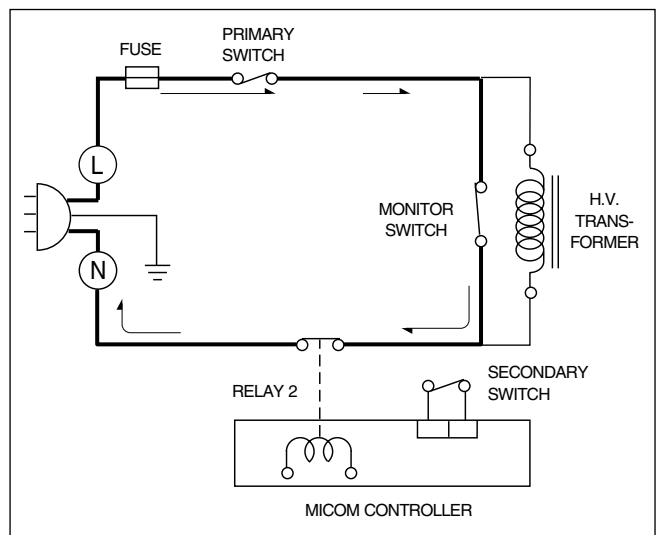 PRIMARY
SWITCH
FUSE
L
MONITOR
SWITCH
H.V.
TRANS-
FORMER
N
RELAY 2
SECONDARY
SWITCH
MICOM CONTROLLER